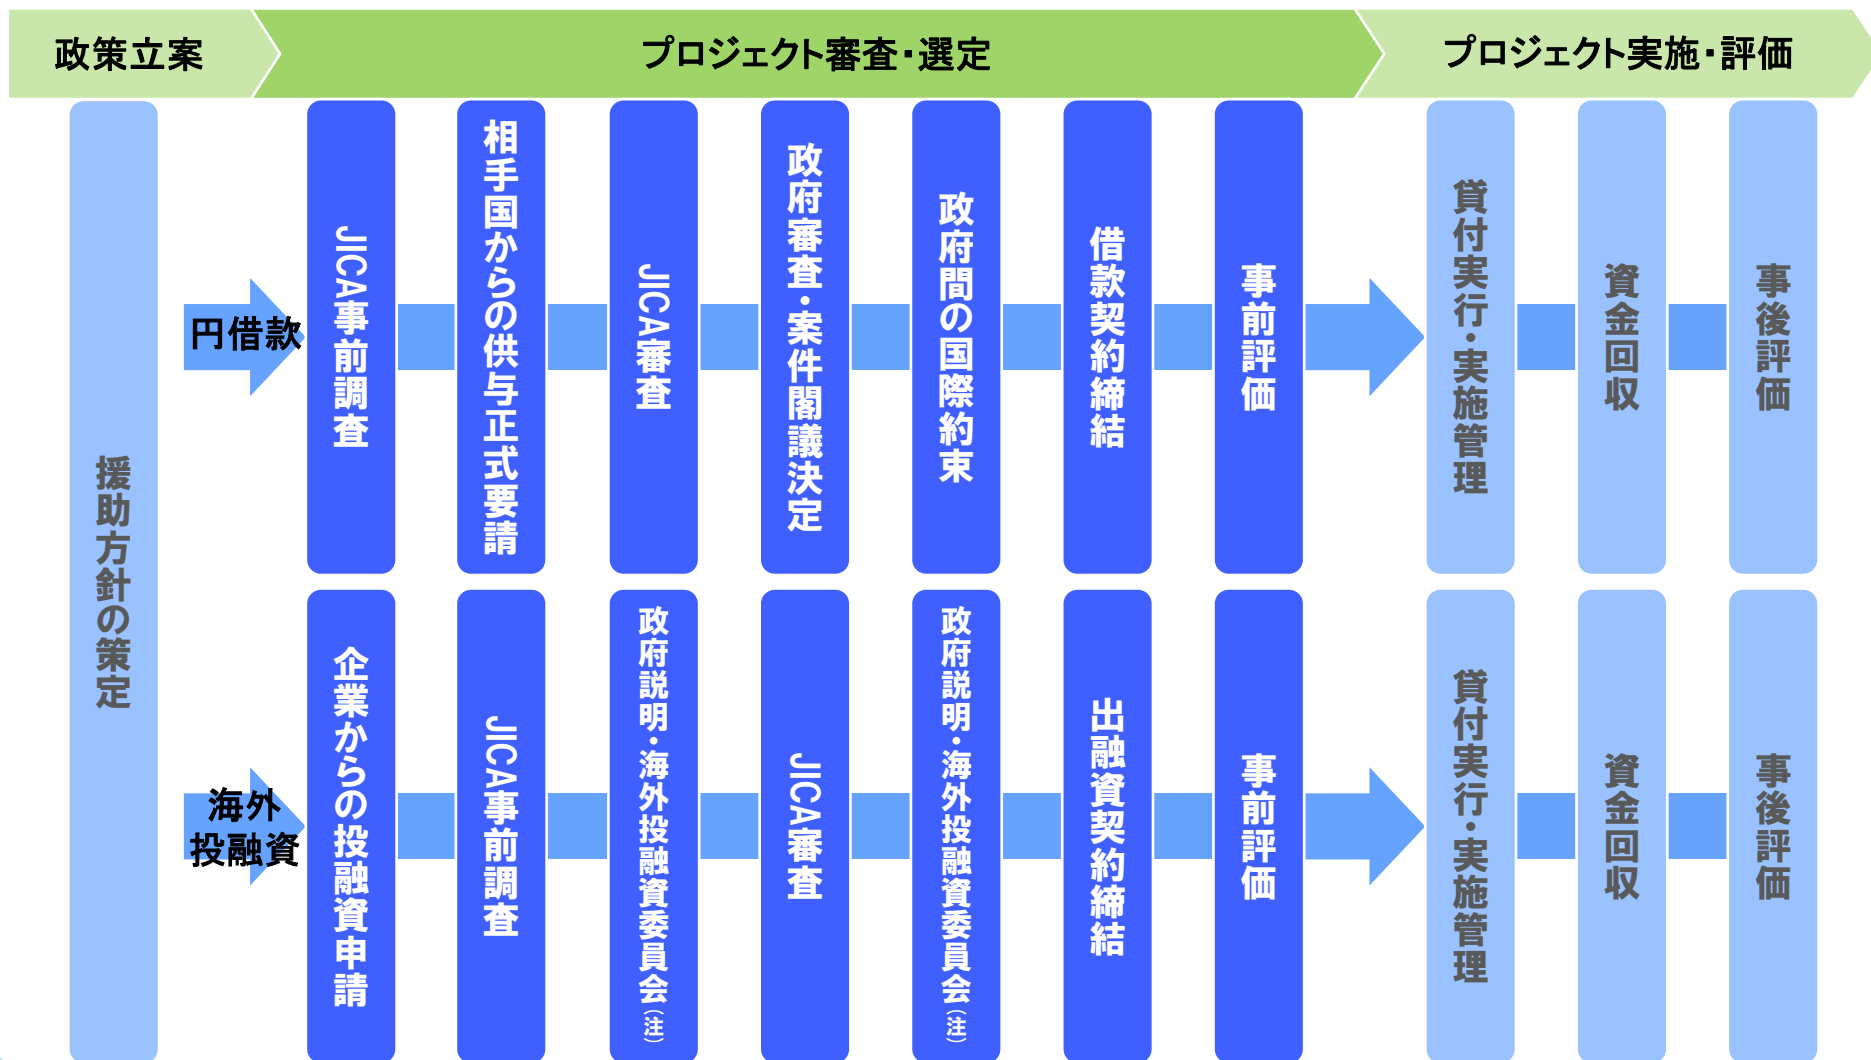 政策立案
プロジェクト審査・選定
プロジェクト実施・評価
援助方針の策定
円借款
JICA事前調査
相手国からの供与正式要請
JICA審査
政府審査・案件閣議決定
政府間の国際約束
借款契約締結
事前評価
貸付実行・実施管理
資金回収
事後評価
海外
投融資
企業からの投融資申請
JICA事前調査
政府説明・海外投融資委員会(注)
JICA審査
政府説明・海外投融資委員会(注)
出融資契約締結
事前評価
貸付実行・実施管理
資金回収
事後評価